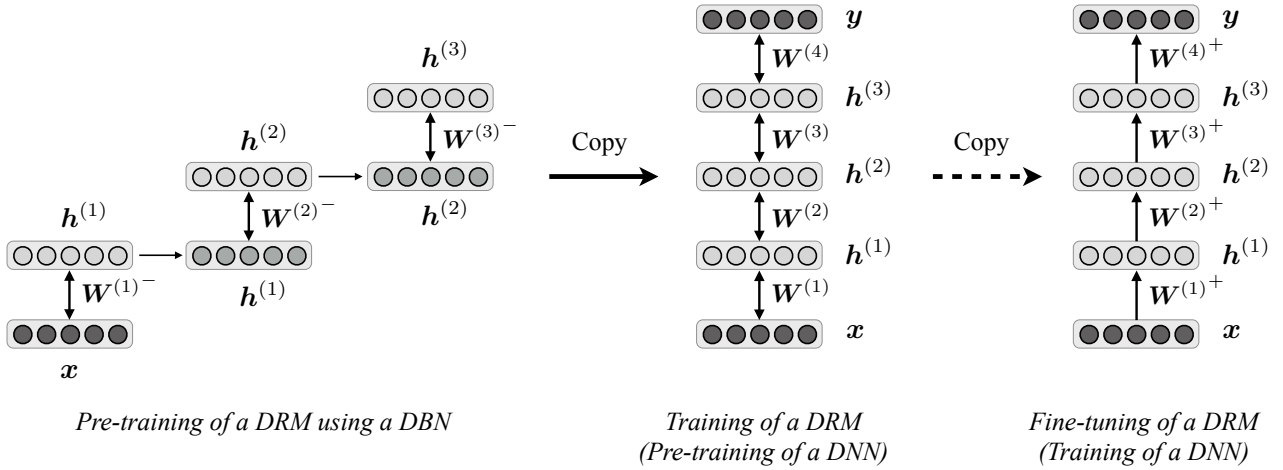 h^(3)
W^(3)^-
h^(2)
h^(2)
W^(2)^-
h^(1)
h^(1)
W^(1)^-
x
Pre-training of a DRM using a DBN
Copy
y
W^(4)
h^(3)
W^(3)
h^(2)
W^(2)
h^(1)
W^(1)
x
Training of a DRM
(Pre-training of a DNN)
Copy
y
W^(4)^+
h^(3)
W^(3)^+
h^(2)
W^(2)^+
h^(1)
W^(1)^+
x
Fine-tuning of a DRM
(Training of a DNN)